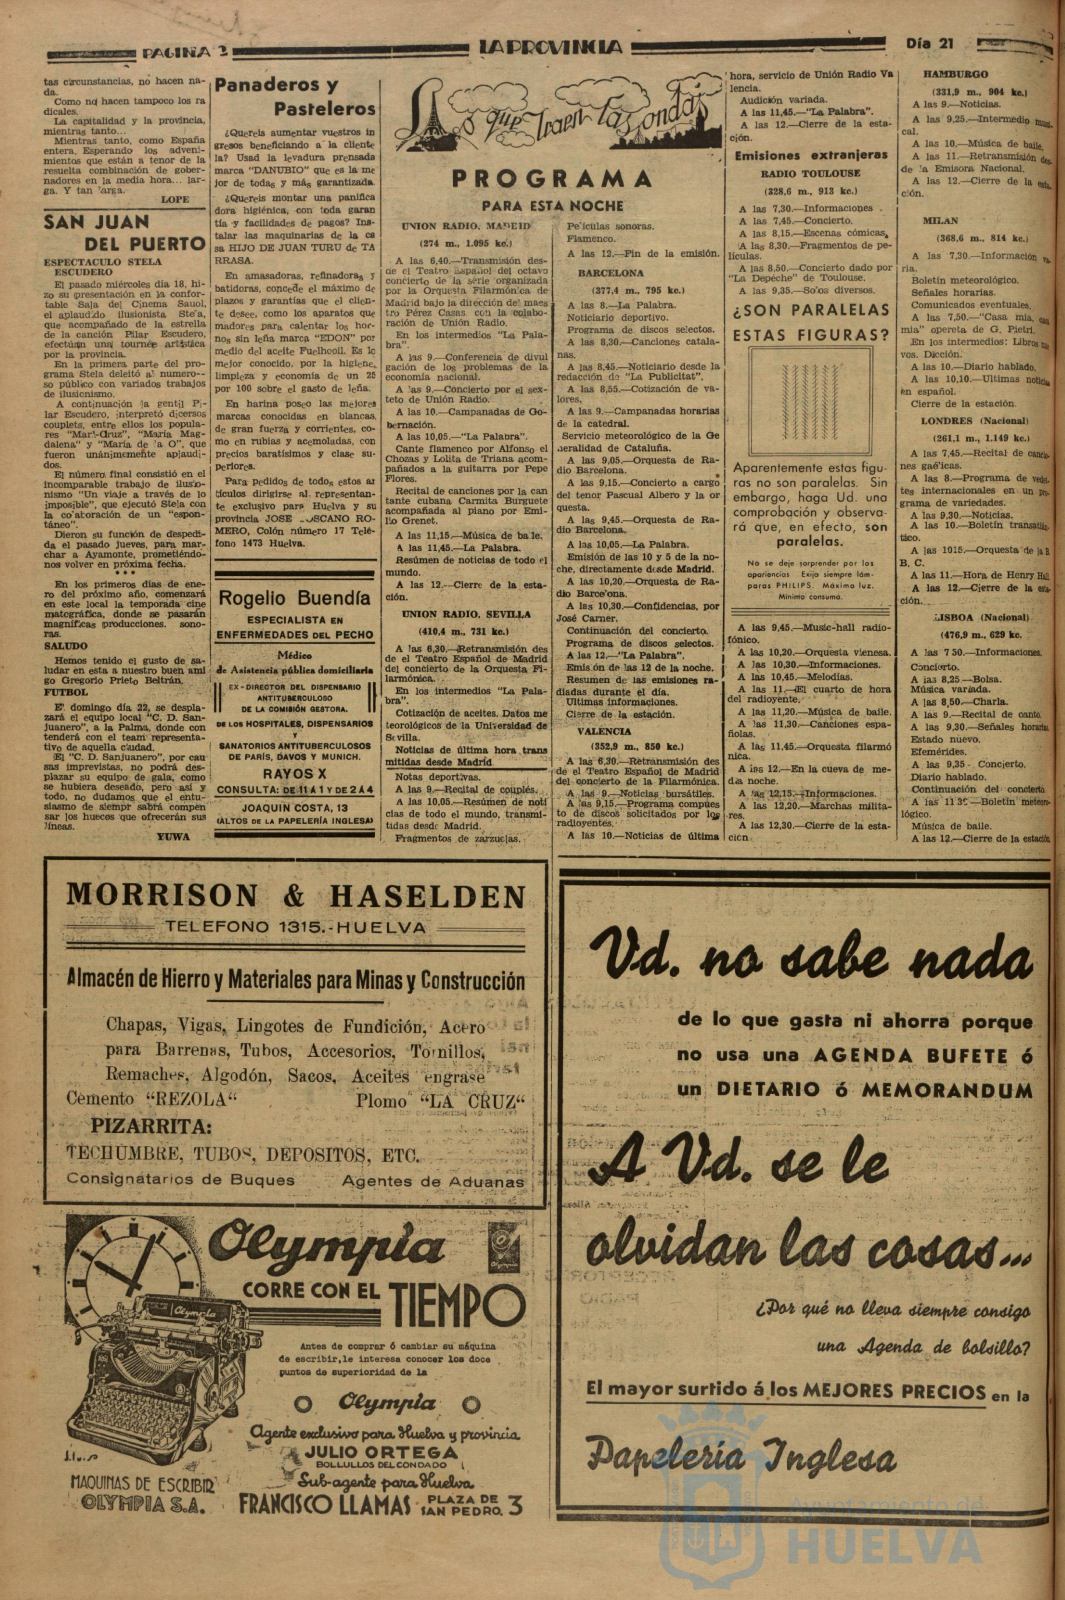 PAGINA 2
LA PROVINCIA
Día 21
tas circunstancias, no hacen na
da.
Como no hacen tampoco los ra
dicales.
La capitalidad y la provincia,
mientras tanto...
Mientras tanto, como España
entera. Esperando los adveni-
mientos que están a tenor de la
resuelta combinación de gober-
nadores en la media hora... lar-
ga. Y tan larga.
LOPE
SAN JUAN
DEL PUERTO
ESPECTACULO STELA
ESCUDERO
El pasado miércoles día 18, hi-
zo su presentación en la confor-
table Sala del Cinema Sauol,
el aplaudido ilusionista Stela,
que acompañado de la estrella
de la canción Pilar Escudero,
efectúan una tournée artística
por la provincia.
En la primera parte del pro-
grama Stela deleitó al numero-
so público con variados trabajos
de ilusionismo.
A continuación la gentil Pi-
lar Escudero, interpretó diversos
couplets, entre ellos los popula-
res "Mari-Cruz", "María Mag-
dalena" y "María de la O", que
fueron unánimemente aplaudi-
dos.
El número final consistió en el
incomparable trabajo de ilusio-
nismo "Un viaje a través de lo
imposible", que ejecutó Stela con
la colaboración de un "espon-
táneo".
Dieron su función de despedi-
da el pasado jueves, para mar-
char a Ayamonte, prometiéndo-
nos volver en próxima fecha.
***
En los primeros días de ene-
ro del próximo año, comenzará
en este local la temporada cine
matográfica, donde se pasarán
magníficas producciones. sono-
ras.
SALUDO
Hemos tenido el gusto de sa-
ludar en esta a nuestro buen ami
go Gregorio Prieto Beltrán.
FUTBOL
El domingo día 22, se despla-
zará el equipo local "C. D. San-
juanero", a la Palma, donde con
tenderá con el team representa-
tivo de aquella ciudad.
El "C. D. Sanjuanero", por cau
sas imprevistas, no podrá des-
plazar su equipo de gala, como
se hubiera deseado, pero así y
todo, no dudamos que el entu-
siasmo de siempr sabrá compen
sar los huecos que ofrecerán sus
líneas.
YUWA
Panaderos y
Pasteleros
¿Quereis aumentar vuestros in
gresos beneficiando a la cliente
la? Usad la levadura prensada
marca "DANUBIO" que es la me
jor de todas y más garantizada.
¿Quereis montar una panifica
dora higiénica, con toda garan
tía y facilidades de pagos? Ins-
talar las maquinarias de la ca
sa HIJO DE JUAN TURU de TA
RRASA.
En amasadoras, refinadoras y
batidoras, concede el máximo de
plazos y garantías que el clien-
te desee, como los aparatos que
madores para calentar los hor-
nos sin leña marca "EDON" por
medio del aceite Fuelhooil. Es lo
mejor conocido, por la higiene,
limpieza y economía de un 25
por 100 sobre el gasto de leña.
En harina poseo las mejores
marcas conocidas en blancas,
de gran fuerza y corrientes, co-
mo en rubias y acemoladas, con
precios baratísimos y clase su-
periores.
Para pedidos de todos estos ar
tículos dirigirse al representan-
te exclusivo para Huelva y su
provincia JOSE TOSCANO RO-
MERO, Colón número 17 Telé-
fono 1473 Huelva.
Rogelio Buendía
ESPECIALISTA EN
ENFERMEDADES DEL PECHO
Médico
de Asistencia pública domiciliaria
EX-DIRECTOR DEL DISPENSARIO
ANTITUBERCULOSO
DE LA COMISIÓN GESTORA.
DE LOS HOSPITALES, DISPENSARIOS
Y
SANATORIOS ANTITUBERCULOSOS
DE PARÍS, DAVOS Y MUNICH.
RAYOS X
CONSULTA: DE 11 A 1 Y DE 2 A 4
JOAQUIN COSTA, 13
(ALTOS DE LA PAPELERÍA INGLESA)
Lo que traen las ondas
PROGRAMA
PARA ESTA NOCHE
UNION RADIO, MADRID
(274 m., 1.095 kc.)
A las 6,40.—Transmisión des-
de el Teatro Español del octavo
concierto de la serie organizada
por la Orquesta Filarmónica de
Madrid bajo la dirección del maes
tro Pérez Casas con la colabo-
ración de Unión Radio.
En los intermedios "La Pala-
bra".
A las 9.—Conferencia de divul
gación de los problemas de la
economía nacional.
A las 9.—Concierto por el sex-
teto de Unión Radio.
A las 10.—Campanadas de Go-
bernación.
A las 10,05.—"La Palabra".
Cante flamenco por Alfonso el
Chozas y Lolita de Triana acom-
pañados a la guitarra por Pepe
Flores.
Recital de canciones por la can
tante cubana Carmita Burguete
acompañada al piano por Emi-
lio Grenet.
A las 11,15.—Música de baile.
A las 11,45.—La Palabra.
Resúmen de noticias de todo el
mundo.
A las 12.—Cierre de la esta-
ción.
UNION RADIO, SEVILLA
(410,4 m., 731 kc.)
A las 6,30.—Retransmisión des
de el Teatro Español de Madrid
del concierto de la Orquesta Fi-
larmónica.
En los intermedios "La Pala-
bra".
Cotización de aceites. Datos me
teológicos de la Universidad de
Sevilla.
Noticias de última hora trans
mitidas desde Madrid
Notas deportivas.
A las 9.—Recital de couplés.
A las 10,05.—Resúmen de noti
cias de todo el mundo, transmi-
tidas desde Madrid.
Fragmentos de zarzuelas.
Películas sonoras.
Flamenco.
A las 12.—Fin de la emisión.
BARCELONA
(377,4 m., 795 kc.)
A las 8.—La Palabra.
Noticiario deportivo.
Programa de discos selectos.
A las 8,30.—Canciones catala-
nas.
A las 8,45.—Noticiario desde la
redacción de "La Publicitat".
A las 8,55.—Cotización de va-
lores.
A las 9.—Campanadas horarias
de la catedral.
Servicio meteorológico de la Ge
neralidad de Cataluña.
A las 9,05.—Orquesta de Ra-
dio Barcelona.
A las 9,15.—Concierto a cargo
del tenor Pascual Albero y la or
questa.
A las 9,45.—Orquesta de Ra-
dio Barcelona.
A las 10,05.—La Palabra.
Emisión de las 10 y 5 de la no-
che, directamente desde Madrid.
A las 10,20.—Orquesta de Ra-
dio Barcelona.
A las 10,30.—Confidencias, por
José Carner.
Continuación del concierto.
Programa de discos selectos.
A las 12.—"La Palabra".
Emisión de las 12 de la noche.
Resumen de las emisiones ra-
diadas durante el día.
Ultimas informaciones.
Cierre de la estación.
VALENCIA
(352,9 m., 850 kc.)
A las 6,30.—Retransmisión des
de el Teatro Español de Madrid
del concierto de la Filarmónica.
A las 9.—Noticias bursátiles.
A las 9,15.—Programa compues
to de discos solicitados por los
radioyentes.
A las 10.—Noticias de última
hora, servicio de Unión Radio Va
lencia.
Audición variada.
A las 11,45.—"La Palabra".
A las 12.—Cierre de la esta-
ción.
Emisiones extranjeras
RADIO TOULOUSE
(328,6 m., 913 kc.)
A las 7,30.—Informaciones
A las 7,45.—Concierto.
A las 8,15.—Escenas cómicas.
A las 8,30.—Fragmentos de pe-
lículas.
A las 8,50.—Concierto dado por
"La Depéche" de Toulouse.
A las 9,35.—Solos diversos.
¿SON PARALELAS
ESTAS FIGURAS?
Aparentemente estas figu-
ras no son paralelas. Sin
embargo, haga Ud. una
comprobación y observa-
rá que, en efecto, son
paralelas.
No se deje sorprender por las
apariencias Exija siempre lám-
paras PHILIPS. Máxima luz.
Mínimo consumo.
A las 9,45.—Music-hall radio-
fónico.
A las 10,20.—Orquesta vienesa.
A las 10,30.—Informaciones.
A las 10,45.—Melodías.
A las 11.—El cuarto de hora
del radioyente.
A las 11,20.—Música de baile.
A las 11,30.—Canciones espa-
ñolas.
A las 11,45.—Orquesta filarmó
nica.
A las 12.—En la cueva de me-
dia noche.
A las 12,15.—Informaciones.
A las 12,20.—Marchas milita-
res.
A las 12,30.—Cierre de la esta-
ción
HAMBURGO
(331,9 m., 904 kc.)
A las 9.—Noticias.
A las 9,25.—Intermedio musi-
cal.
A las 10.—Música de baile.
A las 11.—Retransmisión des-
de la Emisora Nacional.
A las 12.—Cierre de la esta-
ción.
MILAN
(368,6 m., 814 kc.)
A las 7,30.—Información va-
ria.
Boletín meteorológico.
Señales horarias.
Comunicados eventuales.
A las 7,50.—"Casa mía, casa
mía" opereta de G. Pietri.
En los intermedios: Libros nue
vos. Dicción.
A las 10.—Diario hablado.
A las 10,10.—Ultimas noticias
en español.
Cierre de la estación.
LONDRES (Nacional)
(261,1 m., 1.149 kc.)
A las 7,45.—Recital de cancio
nes gaélicas.
A las 8.—Programa de vedet
tes internacionales en un pro
grama de variedades.
A las 9,30.—Noticias.
A las 10.—Boletín transatlán
tico.
A las 1015.—Orquesta de la B.
B. C.
A las 11.—Hora de Henry Hall
A las 12.—Cierre de la esta-
ción.
LISBOA (Nacional)
(476,9 m., 629 kc.
A las 7 30.—Informaciones.
Concierto.
A las 8,25.—Bolsa.
Música variada.
A las 8,50.—Charla.
A las 9.—Recital de canto.
A las 9,30.—Señales horarias
Estado nuevo.
Efemérides.
A las 9,35.—Concierto.
Diario hablado.
Continuación del concierto
A las 11 30.—Boletín meteoro-
lógico.
Música de baile.
A las 12.—Cierre de la estación
MORRISON & HASELDEN
TELEFONO 1315.-HUELVA
Almacén de Hierro y Materiales para Minas y Construcción
Chapas, Vigas, Lingotes de Fundición, Acero
para Barrenas, Tubos, Accesorios, Tornillos,
Remaches, Algodón, Sacos, Aceites engrase
Cemento "REZOLA" Plomo "LA CRUZ"
PIZARRITA:
TECHUMBRE, TUBOS, DEPOSITOS, ETC.
Consignatarios de Buques Agentes de Aduanas
Olympia
CORRE CON EL TIEMPO
Antes de comprar ó cambiar su máquina
de escribir, le interesa conocer los doce
puntos de superioridad de la
Olympia
Agente exclusivo para Huelva y provincia
JULIO ORTEGA
BOLLULLOS DEL CONDADO
Sub-agente para Huelva
FRANCISCO LLAMAS PLAZA DE
SAN PEDRO, 3
MAQUINAS DE ESCRIBIR
OLYMPIA S.A.
Vd. no sabe nada
de lo que gasta ni ahorra porque
no usa una AGENDA BUFETE ó
un DIETARIO ó MEMORANDUM
A Vd. se le
olvidan las cosas...
¿Por qué no lleva siempre consigo
una Agenda de bolsillo?
El mayor surtido á los MEJORES PRECIOS en la
Papelería Inglesa
Ayuntamiento de
HUELVA